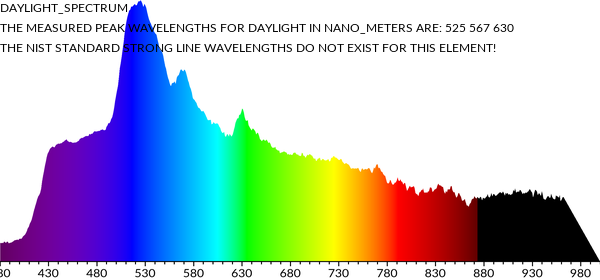 DAYLIGHT_SPECTRUM
THE MEASURED PEAK WAVELENGTHS FOR DAYLIGHT IN NANO_METERS ARE: 525 567 630
THE NIST STANDARD STRONG LINE WAVELENGTHS DO NOT EXIST FOR THIS ELEMENT!
80 430 480 530 580 630 680 730 780 830 880 930 980